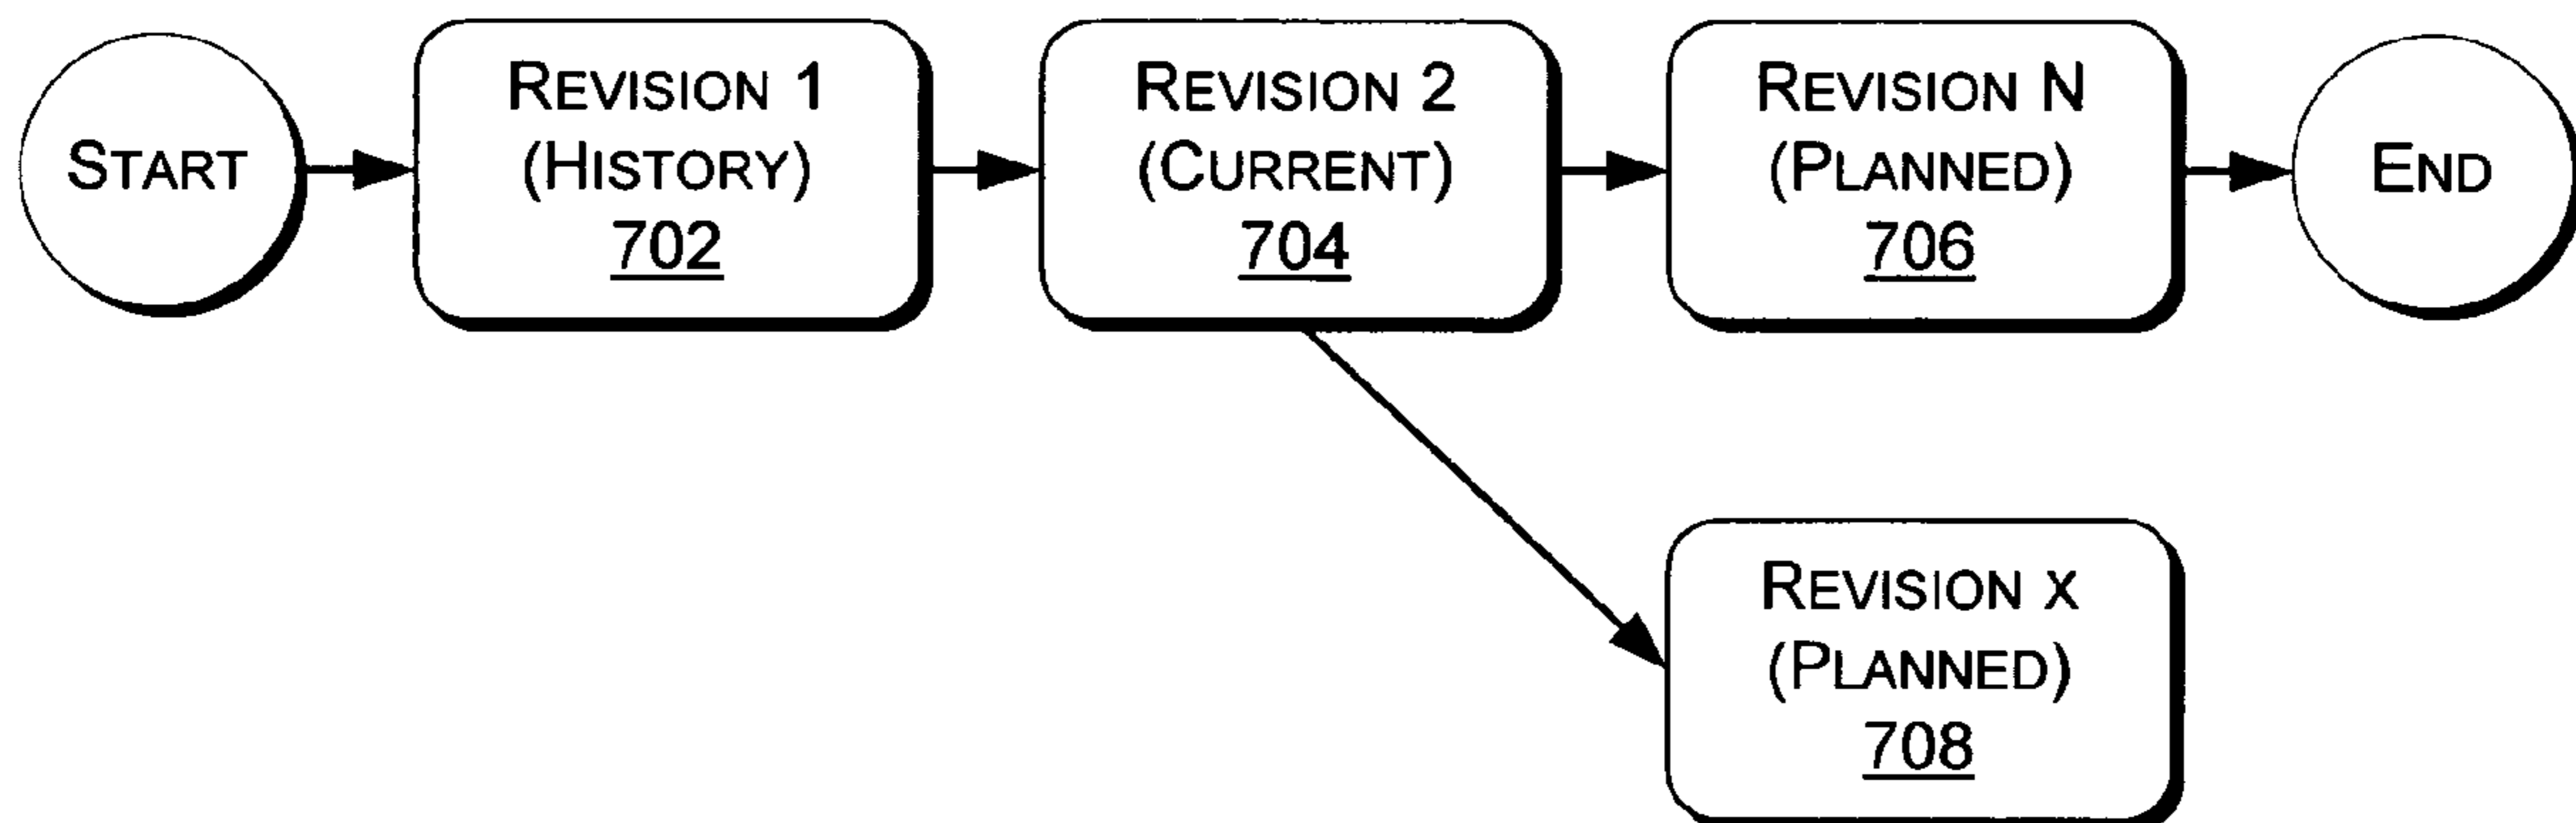 START
REVISION 1
(HISTORY)
702
REVISION 2
(CURRENT)
704
REVISION N
(PLANNED)
706
END
REVISION X
(PLANNED)
708